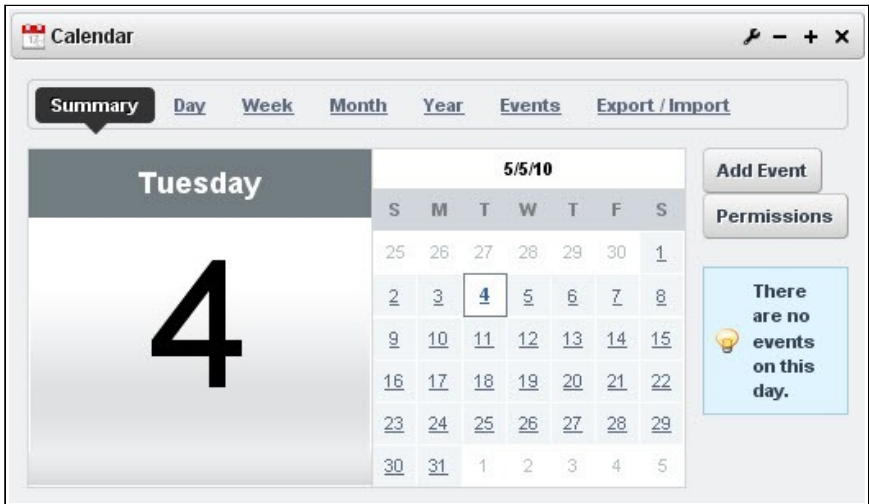 Calendar
Summary Day Week Month Year Events Export / Import
Tuesday
4
5/5/10
S M T W T F S
25 26 27 28 29 30 1
2 3 4 5 6 7 8
9 10 11 12 13 14 15
16 17 18 19 20 21 22
23 24 25 26 27 28 29
30 31 1 2 3 4 5
Add Event
Permissions
There
are no
events
on this
day.